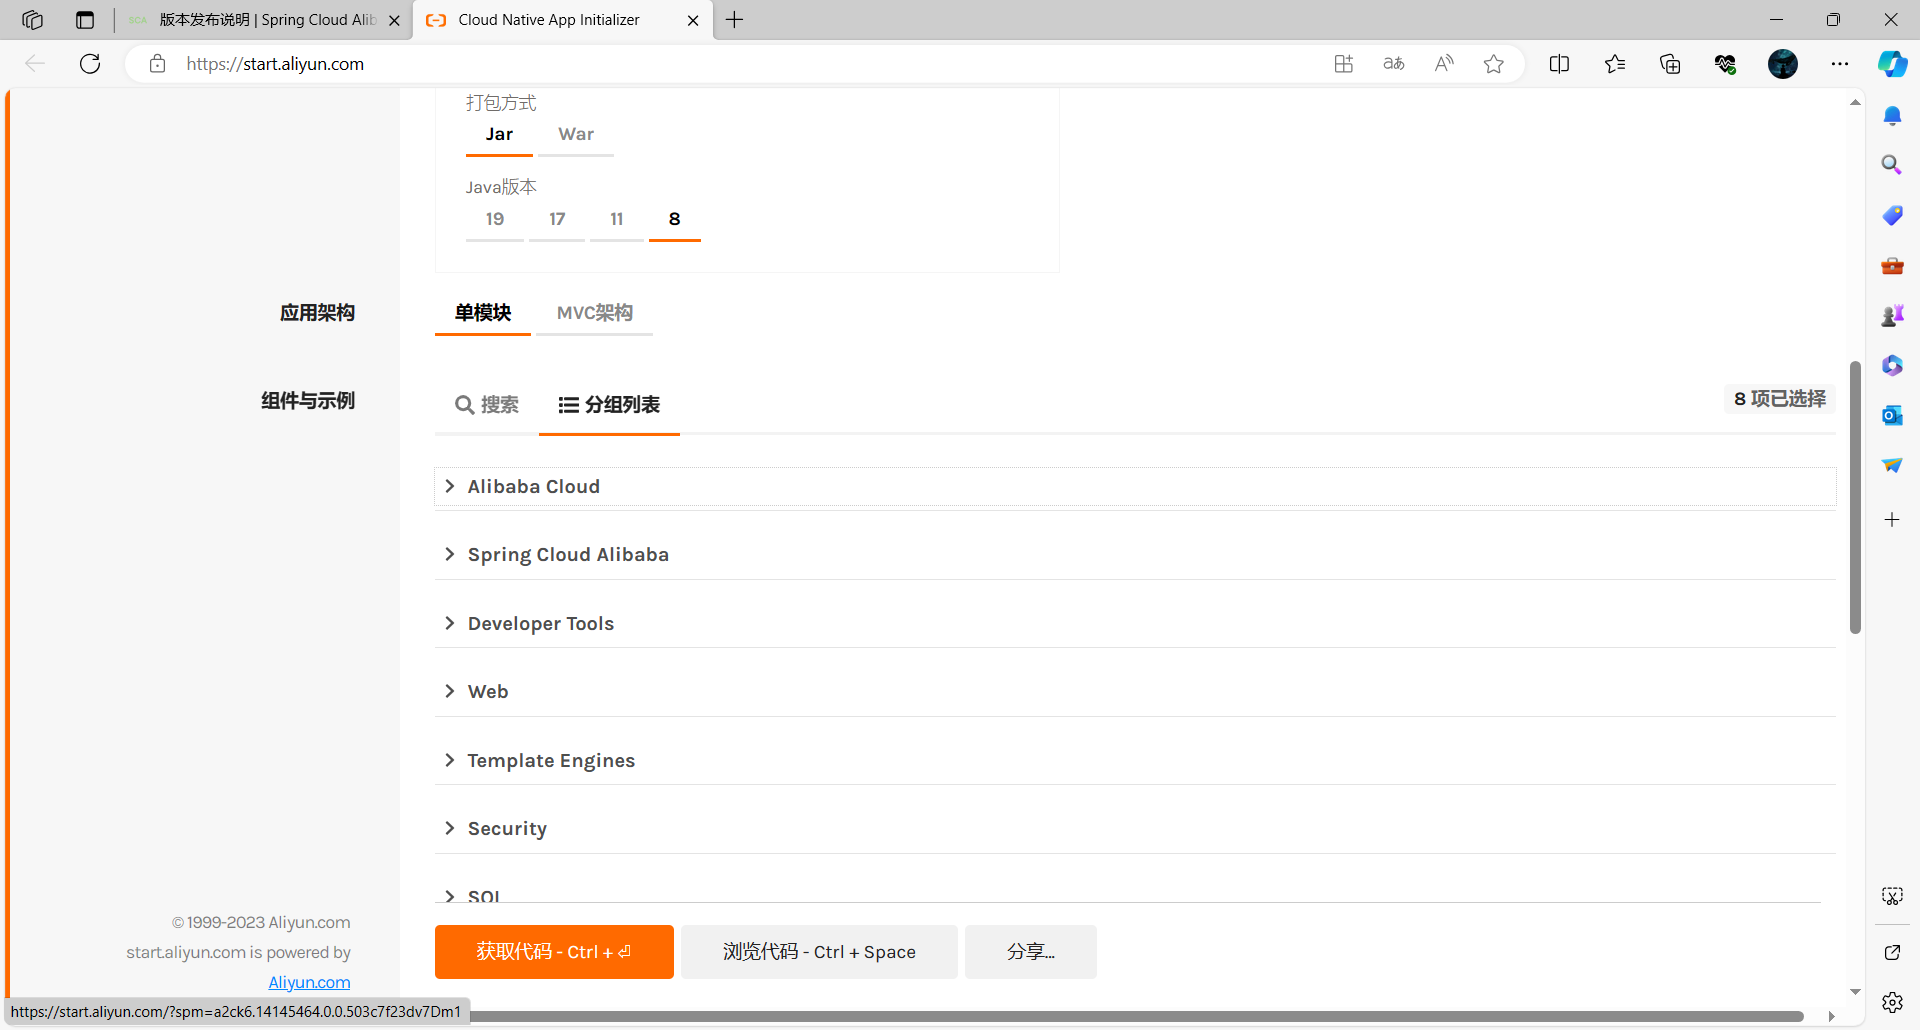 SCA 版本发布说明 | Spring Cloud Alib
Cloud Native App Initializer
https://start.aliyun.com
打包方式
Jar War
Java版本
19 17 11 8
应用架构
单模块 MVC架构
组件与示例
搜索 分组列表
8 项已选择
Alibaba Cloud
Spring Cloud Alibaba
Developer Tools
Web
Template Engines
Security
SQL
© 1999-2023 Aliyun.com
start.aliyun.com is powered by
Aliyun.com
获取代码 - Ctrl + ⏎ 浏览代码 - Ctrl + Space 分享...
https://start.aliyun.com/?spm=a2ck6.14145464.0.0.503c7f23dv7Dm1